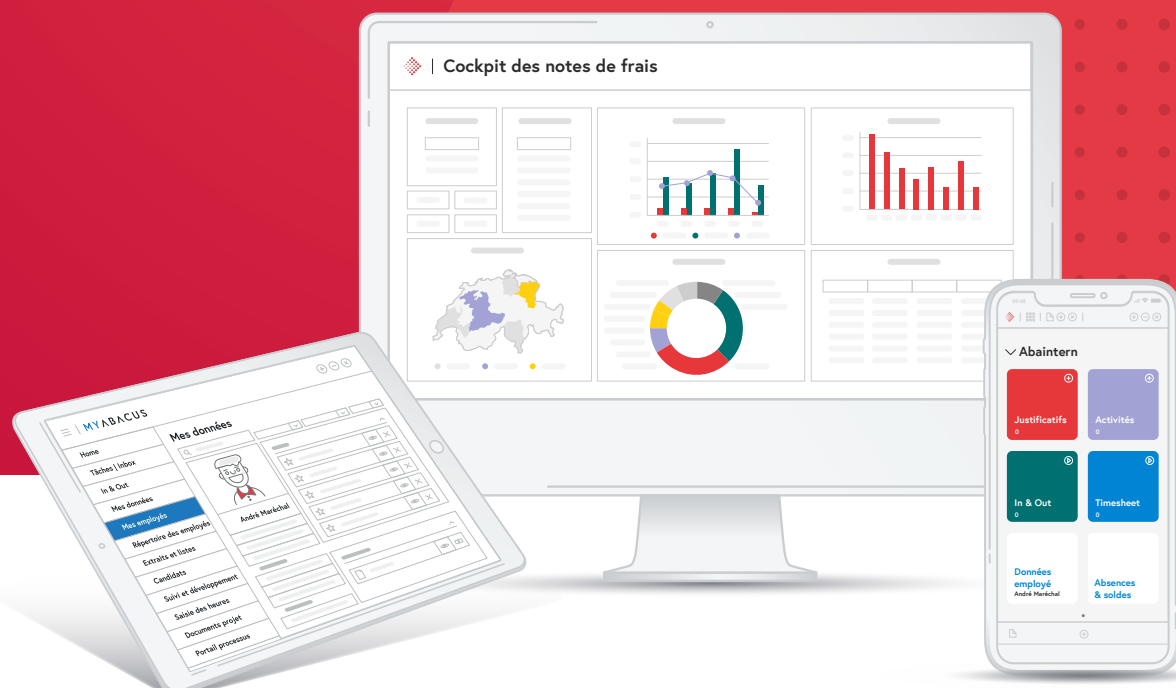 Cockpit des notes de frais
MYABACUS
Home
Tâches | Inbox
In & Out
Mes données
Mes employés
Répertoire des employés
Extraits et listes
Candidats
Suivi et développement
Saisie des heures
Documents projet
Portail processus
Mes données
André Maréchal
Abaintern
Justificatifs
0
Activités
0
In & Out
0
Timesheet
0
Données
employé
André Maréchal
Absences
& soldes